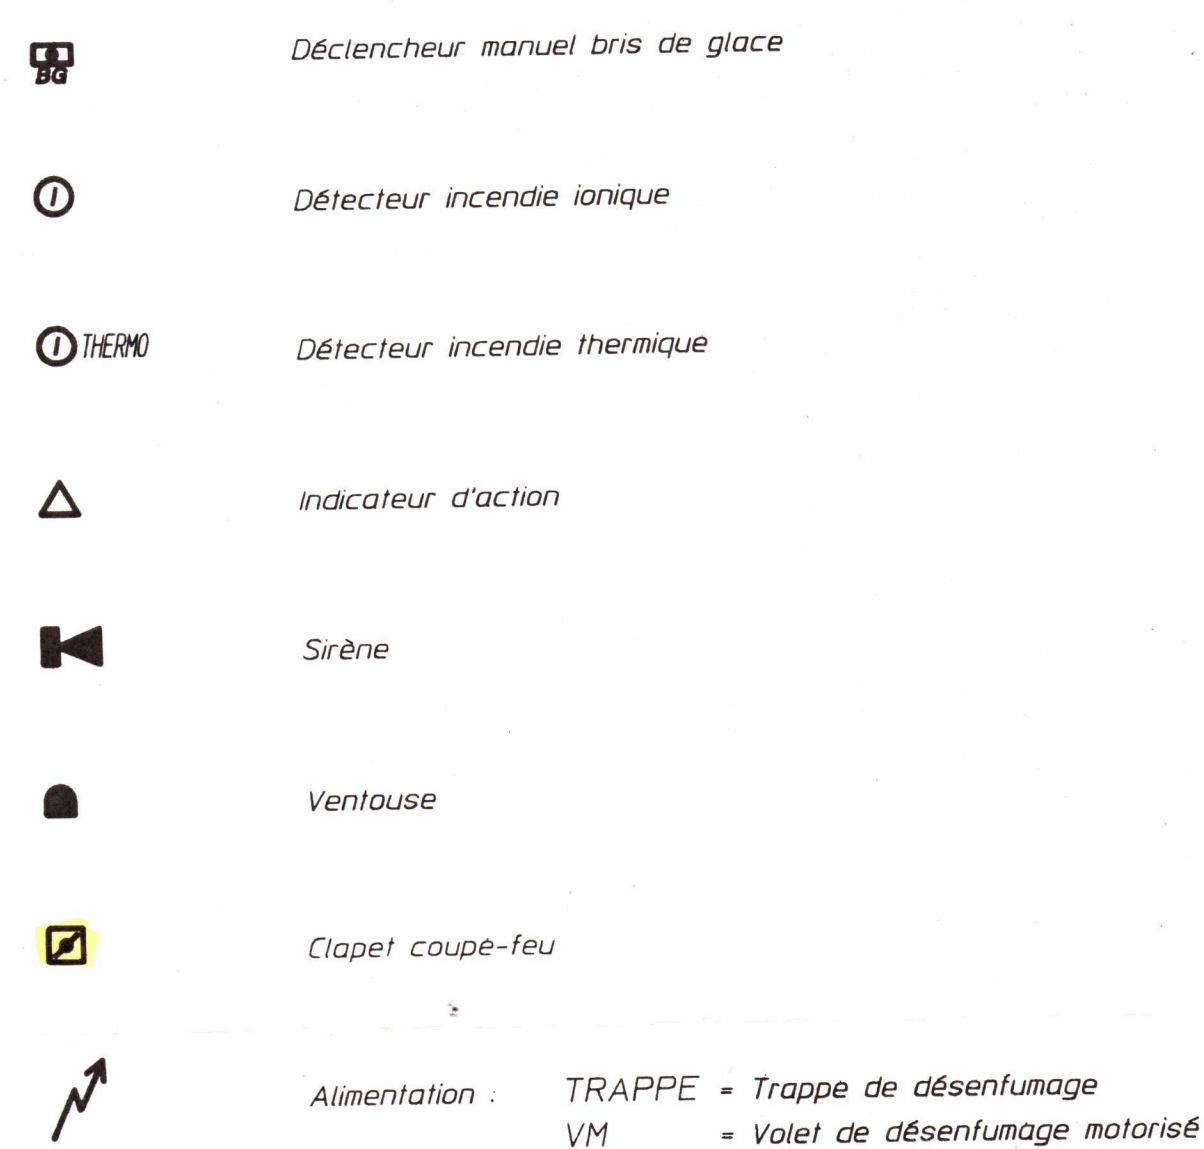 BG Déclencheur manuel bris de glace
Détecteur incendie ionique
THERMO Détecteur incendie thermique
Indicateur d'action
Sirène
Ventouse
Clapet coupé-feu
Alimentation : TRAPPE = Trappe de désenfumage
VM = Volet de désenfumage motorisé